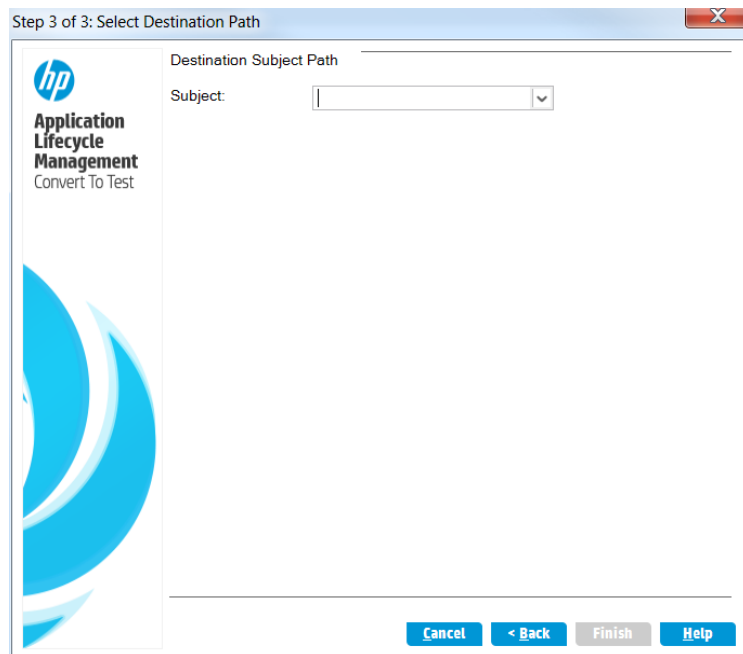 Step 3 of 3: Select Destination Path
X
hp
Application
Lifecycle
Management
Convert To Test
Destination Subject Path
Subject:
Cancel
< Back
Finish
Help